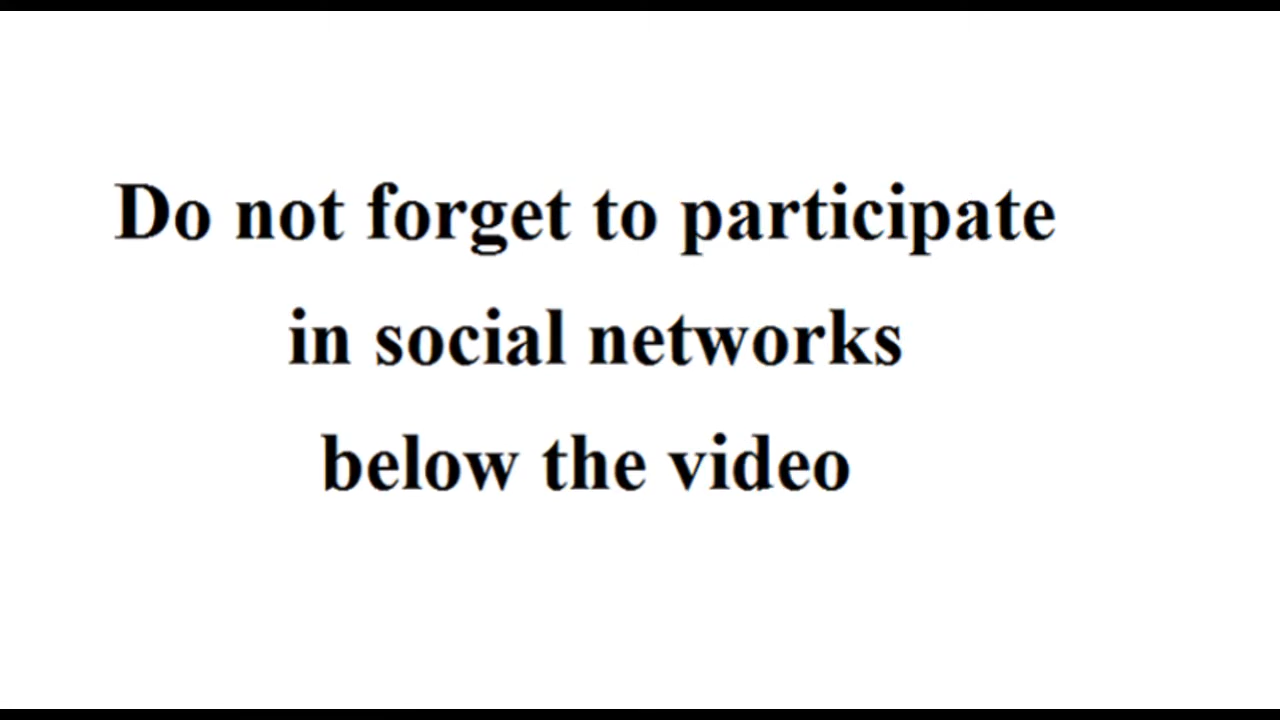 Do not forget to participate
in social networks
below the video